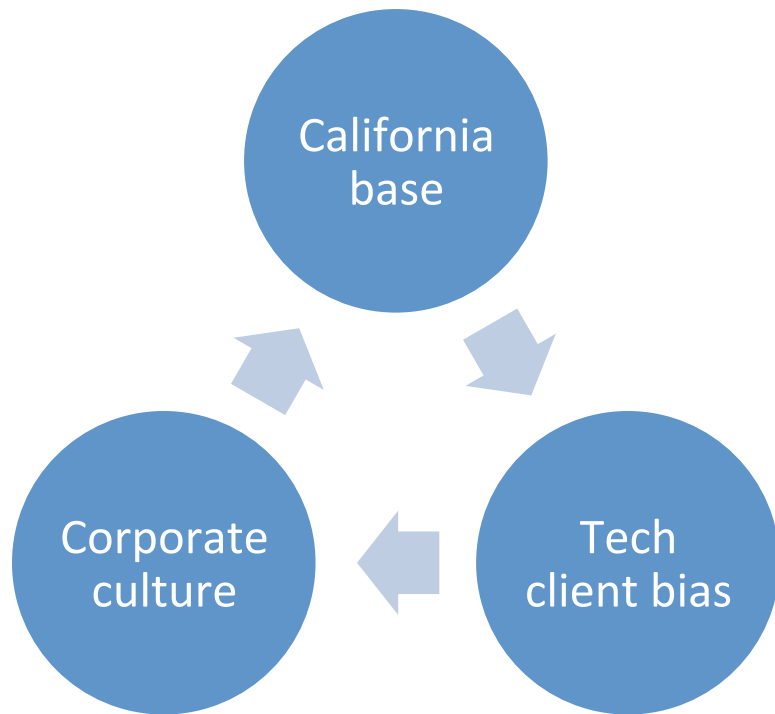 California
base
Tech
client bias
Corporate
culture